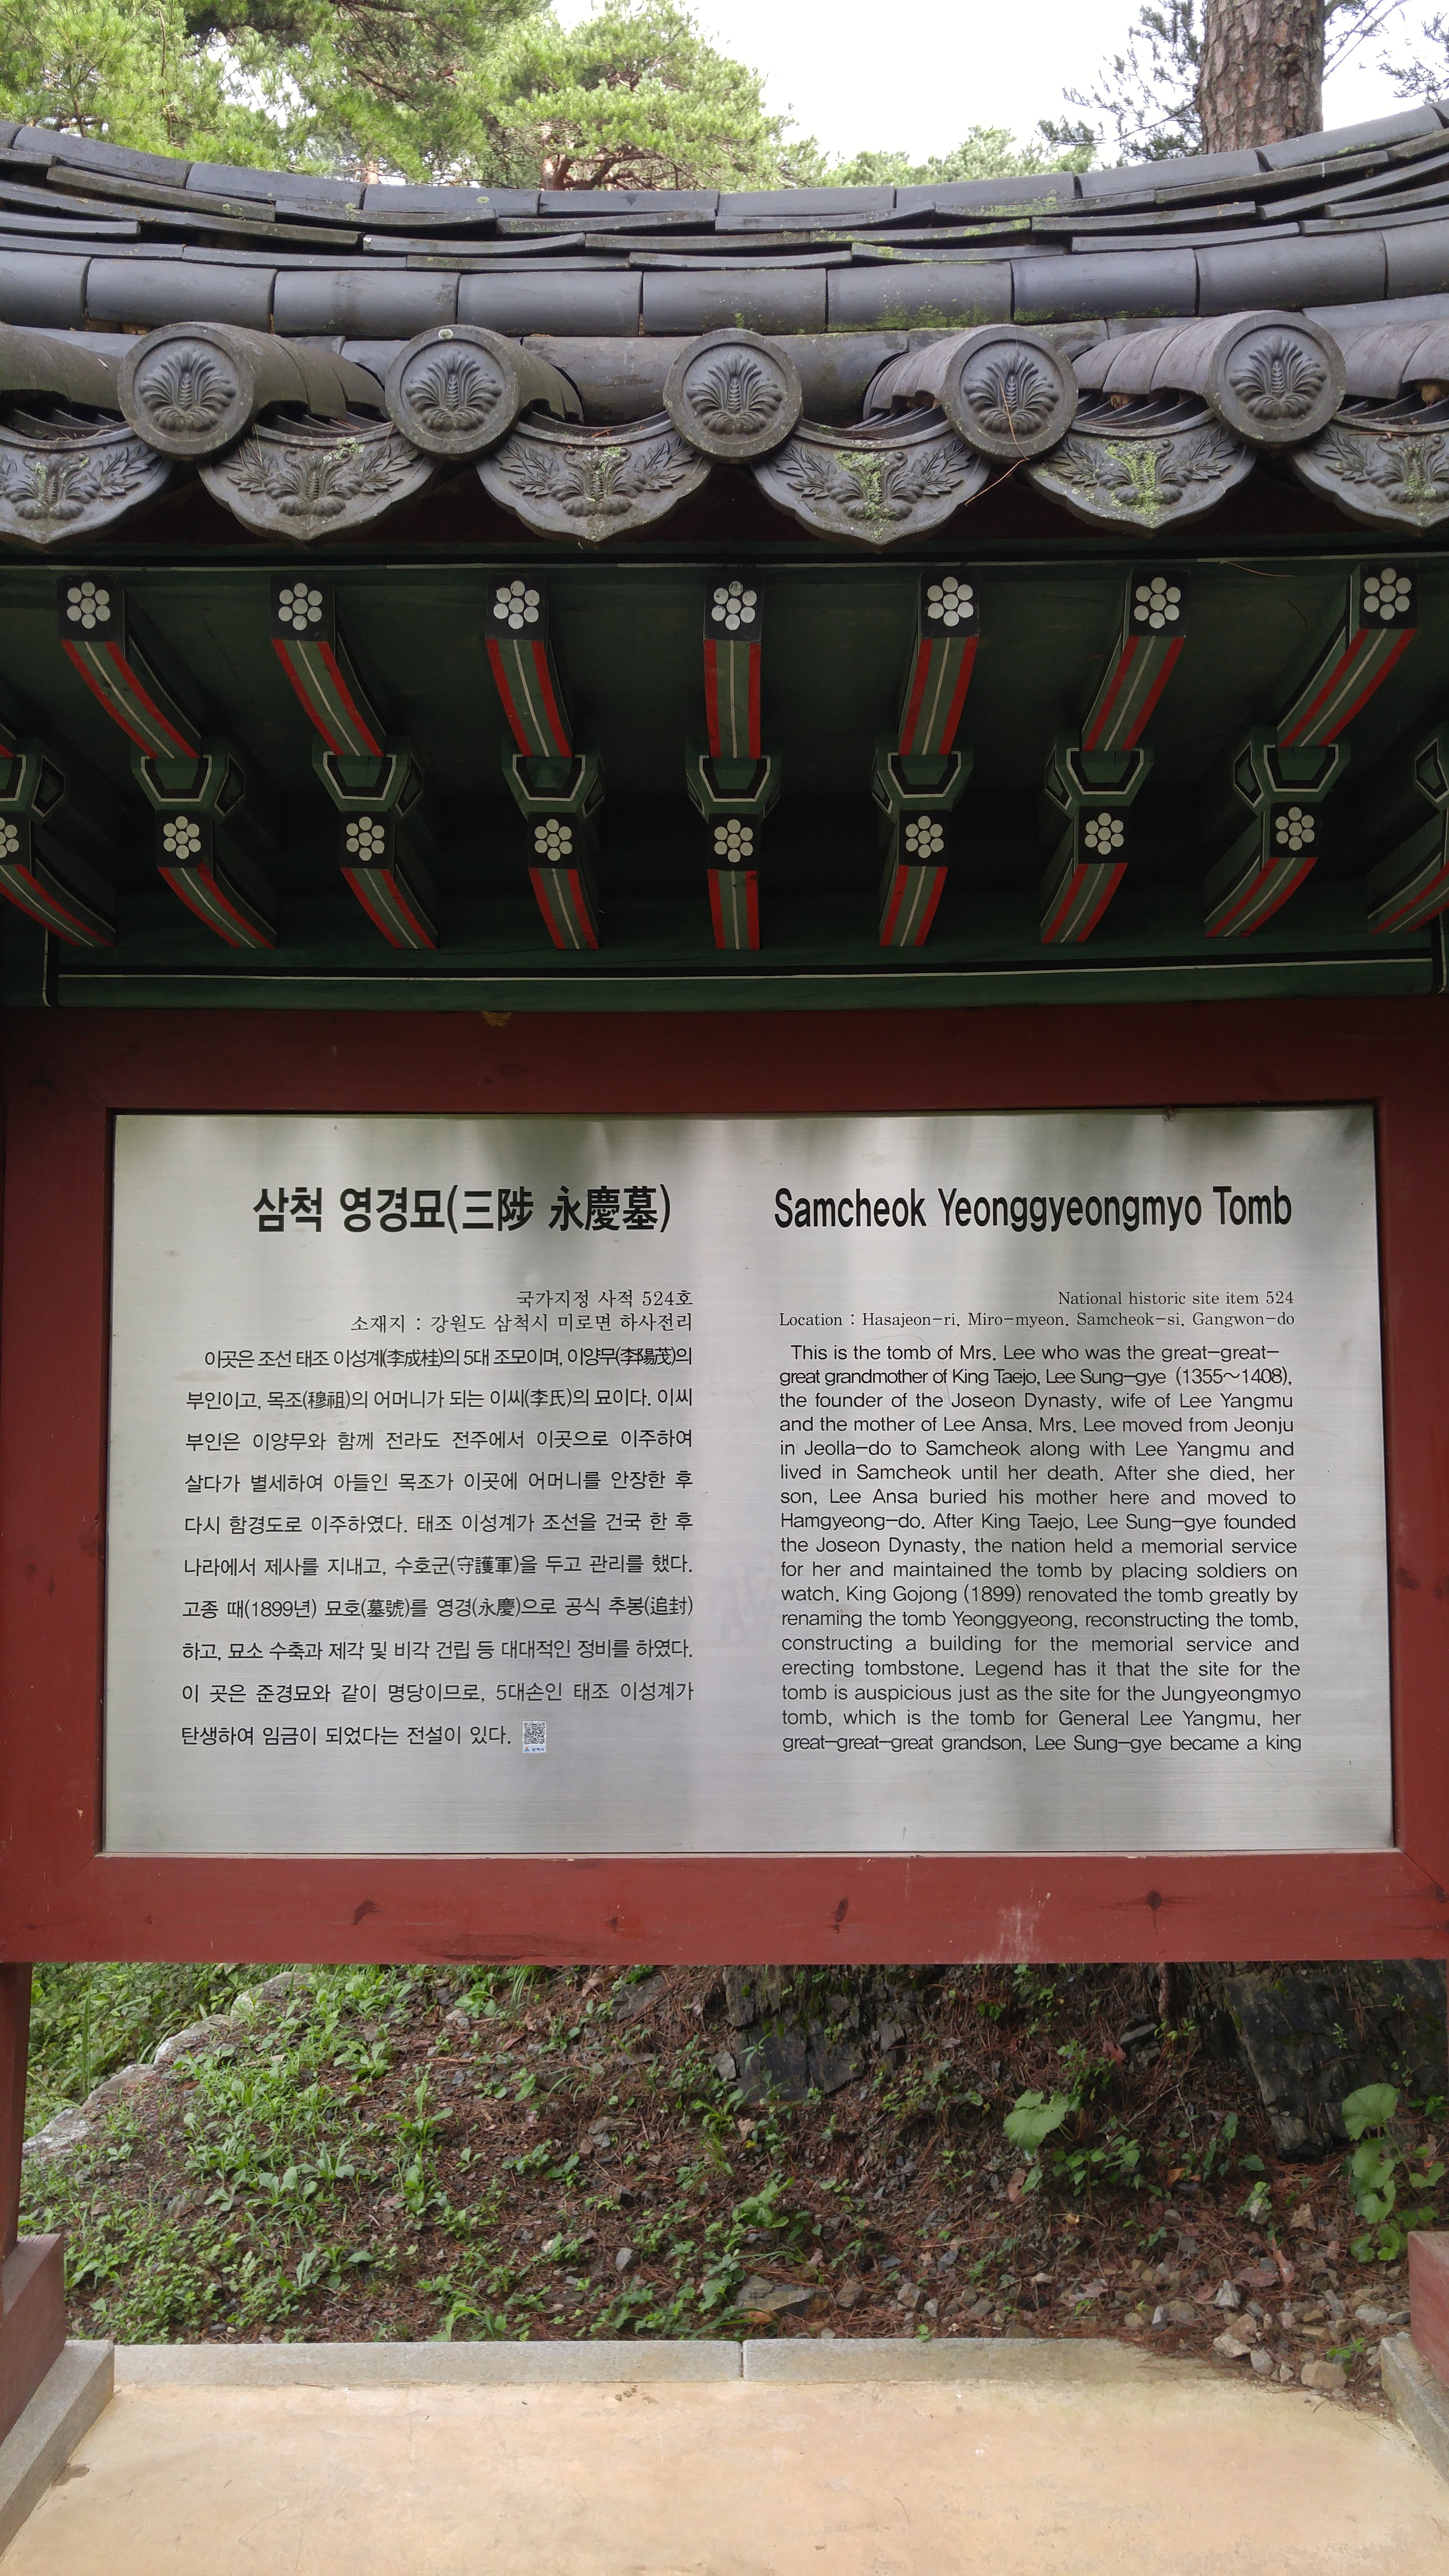 삼척 영경묘(三陟 永慶墓)
국가지정 사적 524호
소재지 : 강원도 삼척시 미로면 하사전리
이곳은 조선 태조 이성계(李成桂)의 5대 조모이며, 이양무(李陽茂)의
부인이고, 목조(穆祖)의 어머니가 되는 이씨(李氏)의 묘이다. 이씨
부인은 이양무와 함께 전라도 전주에서 이곳으로 이주하여
살다가 별세하여 아들인 목조가 이곳에 어머니를 안장한 후
다시 함경도로 이주하였다. 태조 이성계가 조선을 건국 한 후
나라에서 제사를 지내고, 수호군(守護軍)을 두고 관리를 했다.
고종 때(1899년) 묘호(墓號)를 영경(永慶)으로 공식 추봉(追封)
하고, 묘소 수축과 제각 및 비각 건립 등 대대적인 정비를 하였다.
이 곳은 준경묘와 같이 명당이므로, 5대손인 태조 이성계가
탄생하여 임금이 되었다는 전설이 있다.
Samcheok Yeonggyeongmyo Tomb
National historic site item 524
Location : Hasajeon-ri, Miro-myeon, Samcheok-si, Gangwon-do
This is the tomb of Mrs. Lee who was the great-great-
great grandmother of King Taejo, Lee Sung-gye (1355~1408),
the founder of the Joseon Dynasty, wife of Lee Yangmu
and the mother of Lee Ansa. Mrs. Lee moved from Jeonju
in Jeolla-do to Samcheok along with Lee Yangmu and
lived in Samcheok until her death. After she died, her
son, Lee Ansa buried his mother here and moved to
Hamgyeong-do. After King Taejo, Lee Sung-gye founded
the Joseon Dynasty, the nation held a memorial service
for her and maintained the tomb by placing soldiers on
watch. King Gojong (1899) renovated the tomb greatly by
renaming the tomb Yeonggyeong, reconstructing the tomb,
constructing a building for the memorial service and
erecting tombstone. Legend has it that the site for the
tomb is auspicious just as the site for the Jungyeongmyo
tomb, which is the tomb for General Lee Yangmu, her
great-great-great grandson, Lee Sung-gye became a king